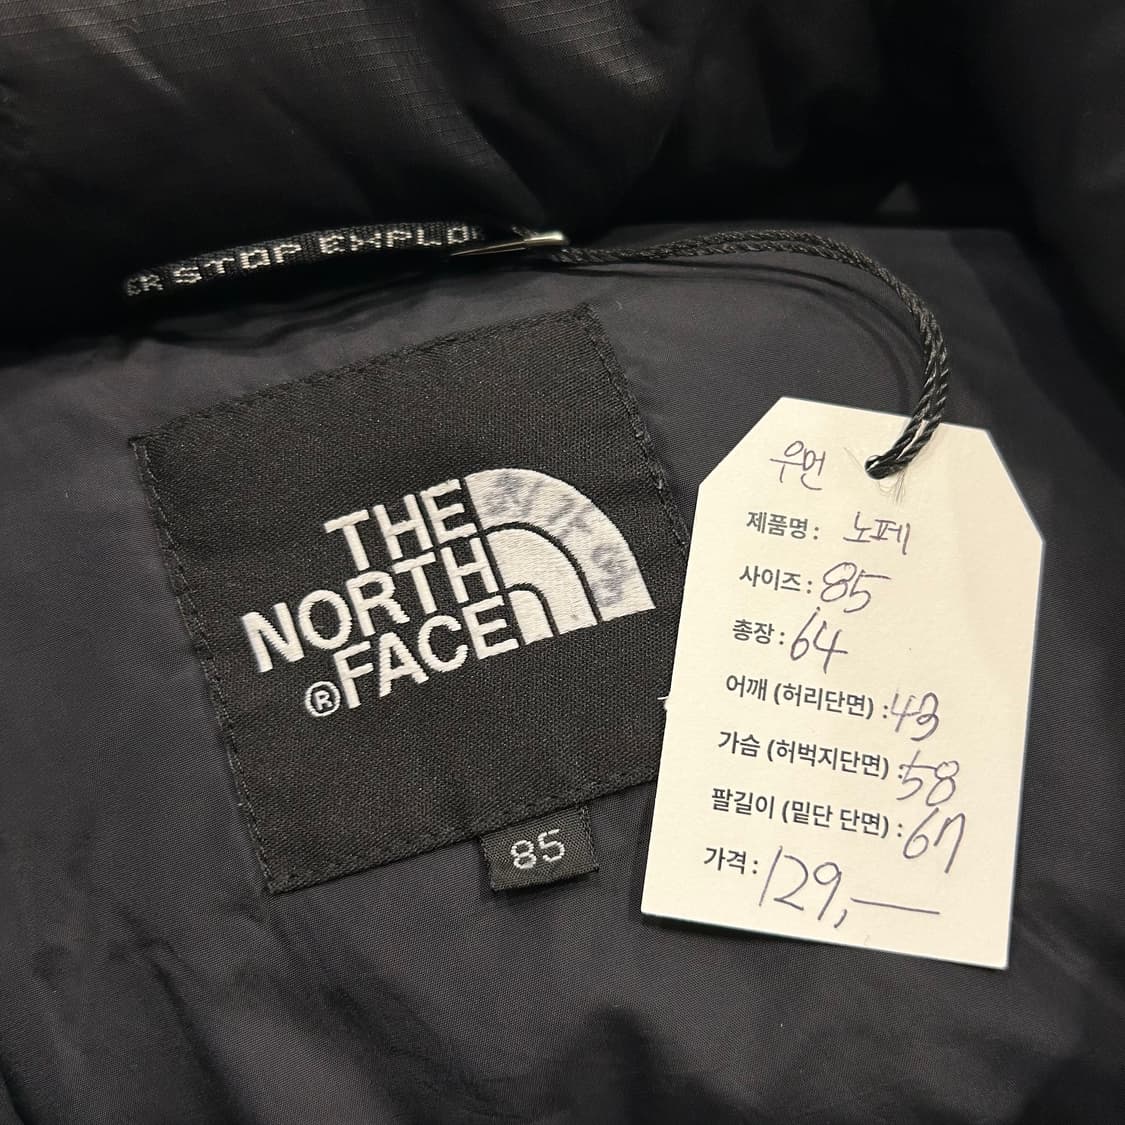 ER STOP EXPLO
THE
NORTH
®FACE
85
우먼
제품명 : 노페
사이즈 : 85
총장 : 64
어깨 (허리단면) : 43
가슴 (허벅지단면) : 58
팔길이 (밑단 단면) : 67
가격 : 129,—